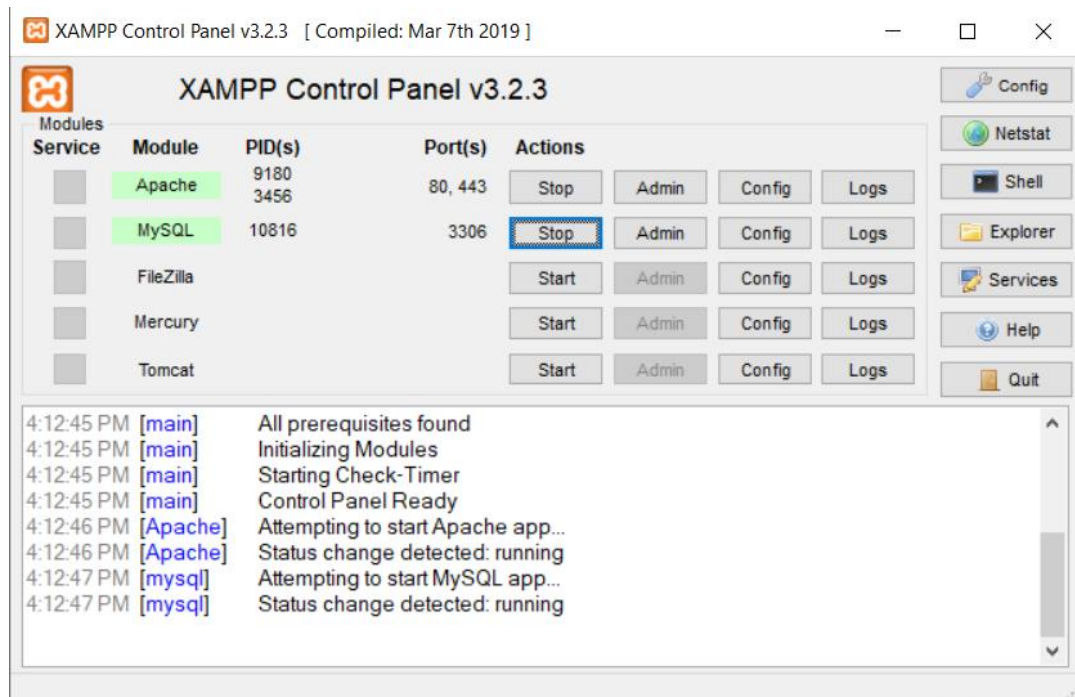 XAMPP Control Panel v3.2.3 [ Compiled: Mar 7th 2019 ]
XAMPP Control Panel v3.2.3
Config
Modules
Netstat
Service Module PID(s) Port(s) Actions
Apache 9180 3456 80, 443 Stop Admin Config Logs
Shell
MySQL 10816 3306 Stop Admin Config Logs
Explorer
FileZilla Start Admin Config Logs
Services
Mercury Start Admin Config Logs
Help
Tomcat Start Admin Config Logs
Quit
4:12:45 PM [main] All prerequisites found
4:12:45 PM [main] Initializing Modules
4:12:45 PM [main] Starting Check-Timer
4:12:45 PM [main] Control Panel Ready
4:12:46 PM [Apache] Attempting to start Apache app...
4:12:46 PM [Apache] Status change detected: running
4:12:47 PM [mysql] Attempting to start MySQL app...
4:12:47 PM [mysql] Status change detected: running